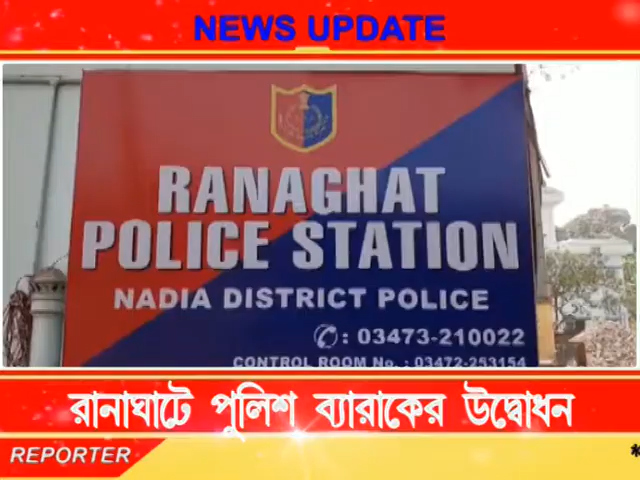 NEWS UPDATE
RANAGHAT
POLICE STATION
NADIA DISTRICT POLICE
: 03473-210022
CONTROL ROOM No. : 03472-253154
রানাঘাটে পুলিশ ব্যারাকের উদ্বোধন
REPORTER
*